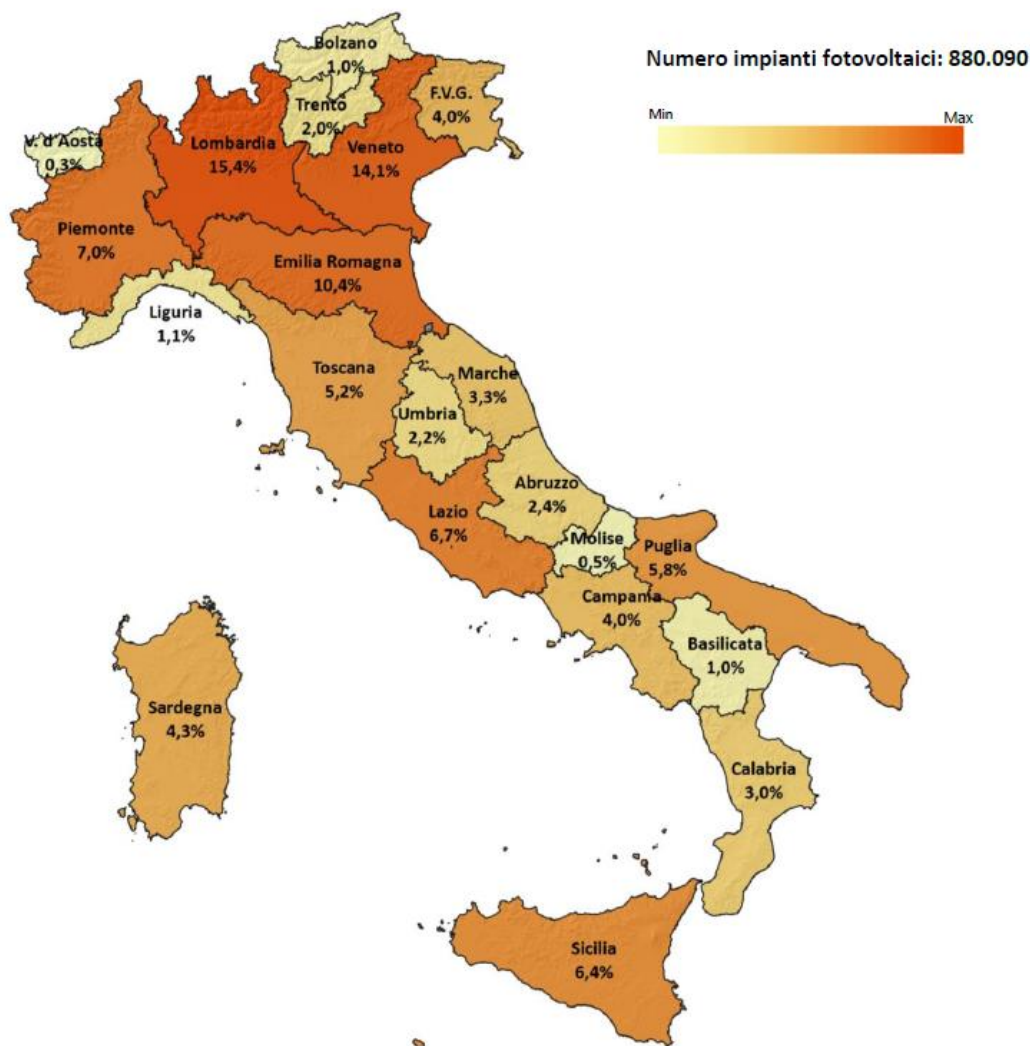 Numero impianti fotovoltaici: 880.090
Min
Max
Bolzano
1,0%
Trento
2,0%
F.V.G.
4,0%
V. d'Aosta
0,3%
Lombardia
15,4%
Veneto
14,1%
Piemonte
7,0%
Emilia Romagna
10,4%
Liguria
1,1%
Toscana
5,2%
Marche
3,3%
Umbria
2,2%
Abruzzo
2,4%
Lazio
6,7%
Molise
0,5%
Puglia
5,8%
Campania
4,0%
Basilicata
1,0%
Sardegna
4,3%
Calabria
3,0%
Sicilia
6,4%